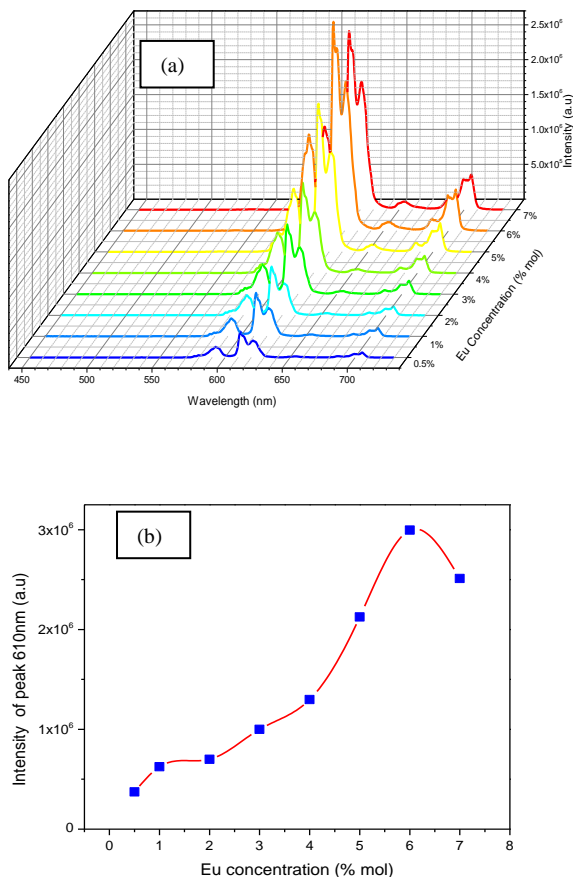 (a)
2.5x10⁶
2.0x10⁶
1.5x10⁶
1.0x10⁶
5.0x10⁵
Intensity (a.u)
7%
6%
5%
4%
3%
2%
1%
0.5%
Eu Concentration (% mol)
450 500 550 600 650 700
Wavelength (nm)
(b)
3x10⁶
2x10⁶
1x10⁶
0
Intensity of peak 610nm (a.u)
0 1 2 3 4 5 6 7 8
Eu concentration (% mol)